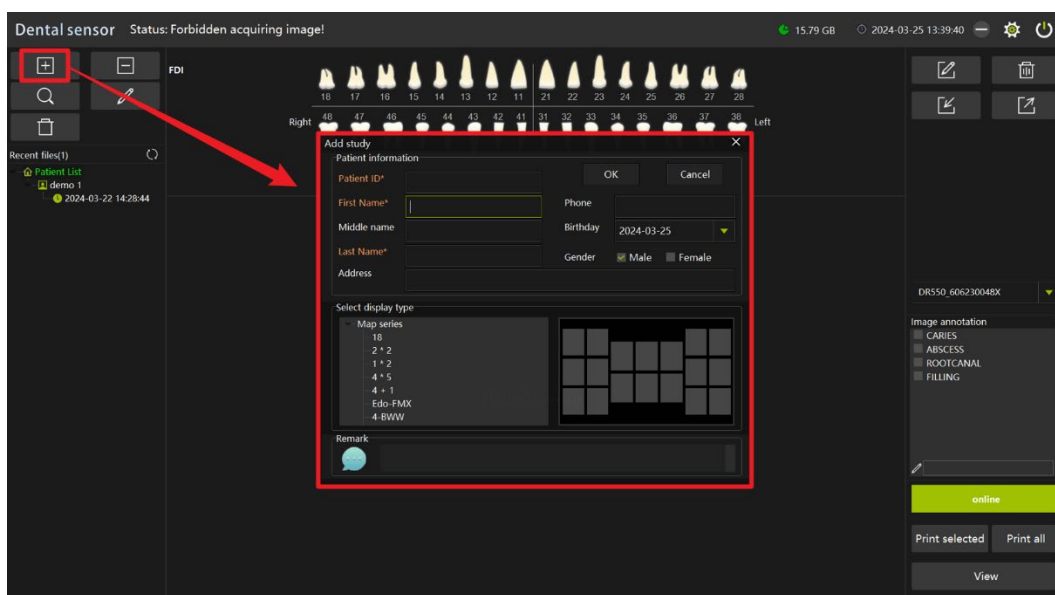 Dental sensor Status: Forbidden acquiring image! 15.79 GB 2024-03-25 13:39:40
FDI
18 17 16 15 14 13 12 11 21 22 23 24 25 26 27 28
Right 48 47 46 45 44 43 42 41 31 32 33 34 35 36 37 38 Left
Recent files(1)
Patient List
demo 1
2024-03-22 14:28:44
Add study
Patient information
Patient ID* OK Cancel
First Name* Phone
Middle name Birthday 2024-03-25
Last Name* Gender Male Female
Address
Select display type
Map series
18
2 * 2
1 * 2
4 * 5
4 + 1
Edo-FMX
4-BWW
Remark
DR550_606230048X
Image annotation
CARIES
ABSCESS
ROOTCANAL
FILLING
online
Print selected Print all
View